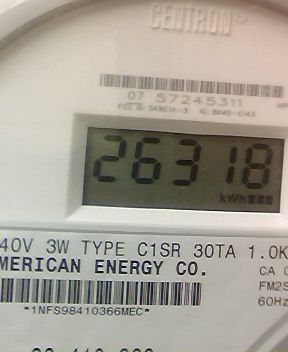 CENTRON®
07 57245311
26318
kWh
40V 3W TYPE C1SR 30TA 1.0K
MERICAN ENERGY CO.
CA 0
FM2S
60Hz
*1NFS98410366MEC*